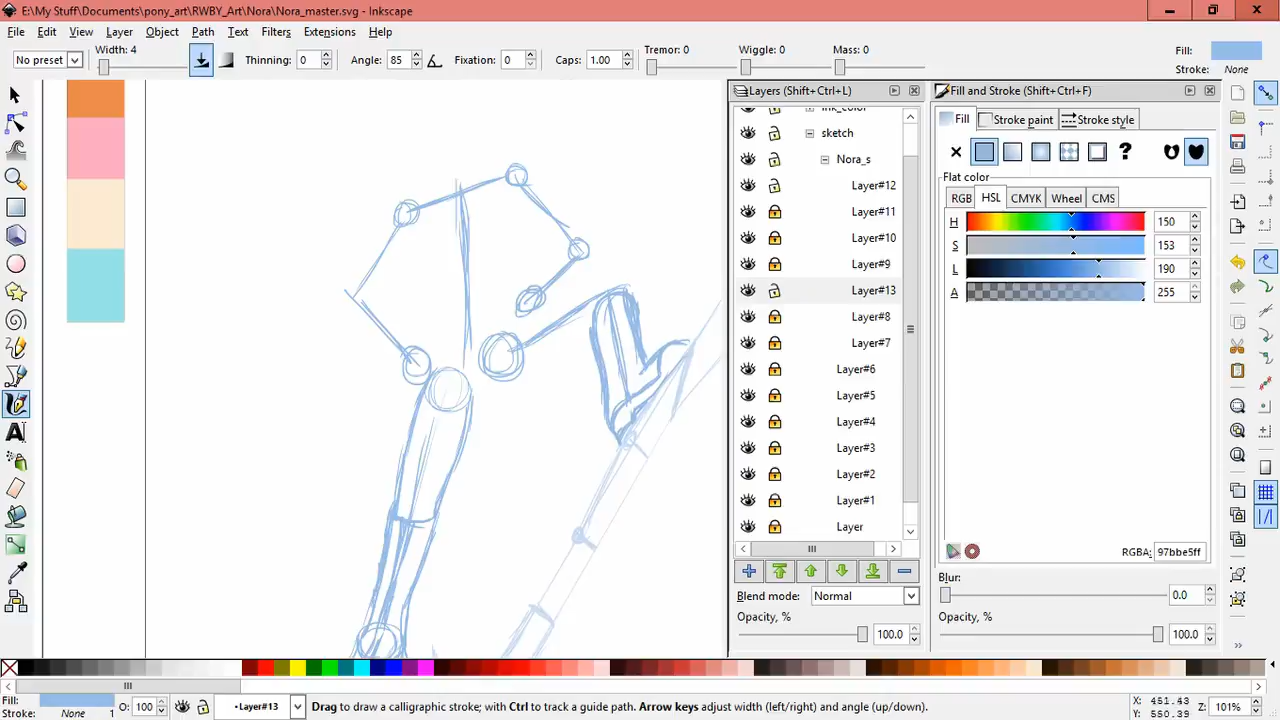 E:\My Stuff\Documents\pony_art\RWBY_Art\Nora\Nora_master.svg - Inkscape
File Edit View Layer Object Path Text Filters Extensions Help
No preset Width: 4 Thinning: 0 Angle: 85 Fixation: 0 Caps: 1.00 Tremor: 0 Wiggle: 0 Mass: 0 Fill:
Stroke: None
Layers (Shift+Ctrl+L) Fill and Stroke (Shift+Ctrl+F)
Fill Stroke paint Stroke style
ink_color
sketch
Nora_s
Layer#12
Layer#11
Layer#10
Layer#9
Layer#13
Layer#8
Layer#7
Layer#6
Layer#5
Layer#4
Layer#3
Layer#2
Layer#1
Layer
Blend mode: Normal
Opacity, % 100.0
?
Flat color
RGB HSL CMYK Wheel CMS
H 150
S 153
L 190
A 255
RGBA: 97bbe5ff
Blur:
0.0
Opacity, %
100.0
Fill:
Stroke: None 1 O: 100 •Layer#13 Drag to draw a calligraphic stroke; with Ctrl to track a guide path. Arrow keys adjust width (left/right) and angle (up/down). X: 451.43
Y: 550.39 Z: 101%